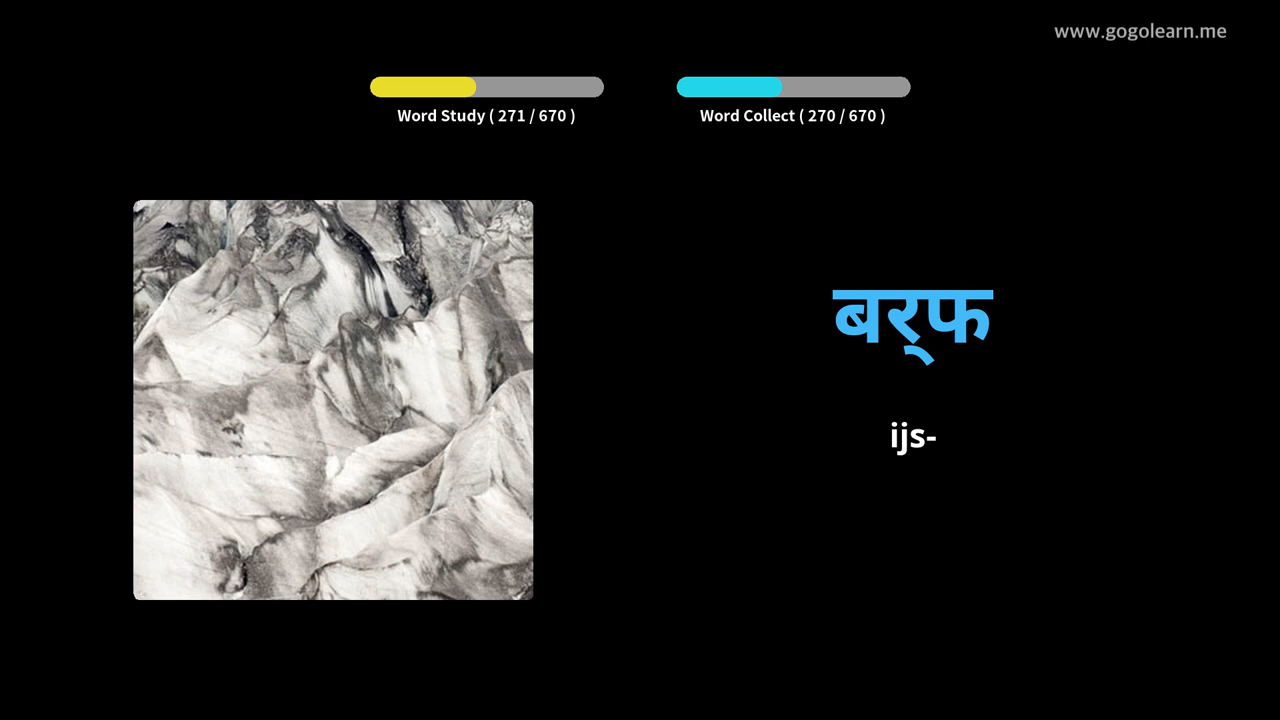 www.gogolearn.me
Word Study ( 271 / 670 )
Word Collect ( 270 / 670 )
बर्‌फ
ijs-